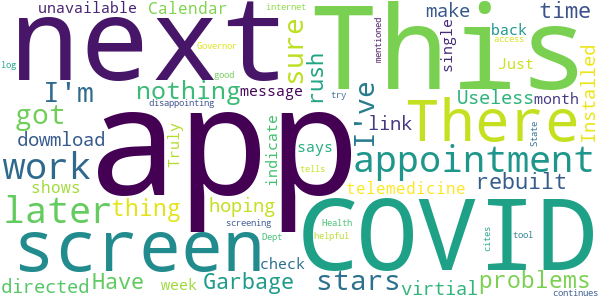 unavailable Calendar internet make single time
next This
log Governor good sure rush back mentioned access
I'm nothing message I've Useless Just month Installed
got disappointing try
dowmload Truly indicate link There State
work says appointment
app
shows thing hoping telemedicine rebuilt
later screening Health tells COVID
screen Dept helpful cites tool
directed Have week Garbage check stars virtial problems continues